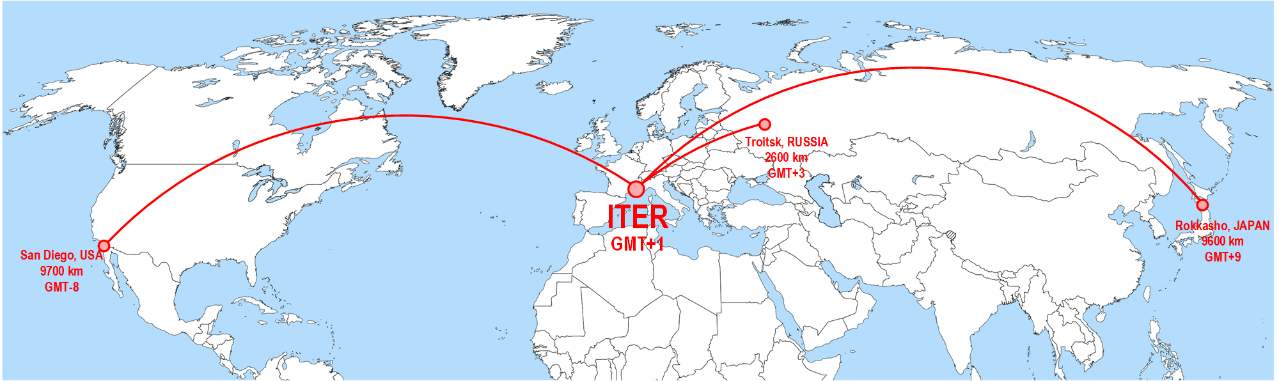 Troitsk, RUSSIA
2600 km
GMT+3
ITER
GMT+1
San Diego, USA
9700 km
GMT-8
Rokkasho, JAPAN
9600 km
GMT+9